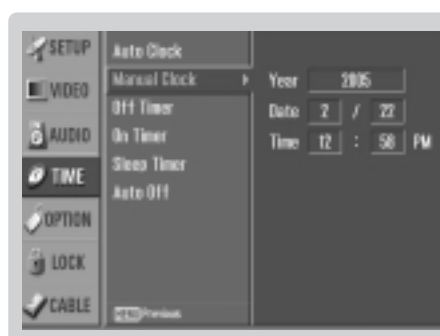 SETUP
VIDEO
AUDIO
TIME
OPTION
LOCK
CABLE
Auto Clock
Manual Clock
Off Timer
On Timer
Sleep Timer
Auto Off
MENU Previous
Year 2005
Date 2 / 22
Time 12 : 58 PM